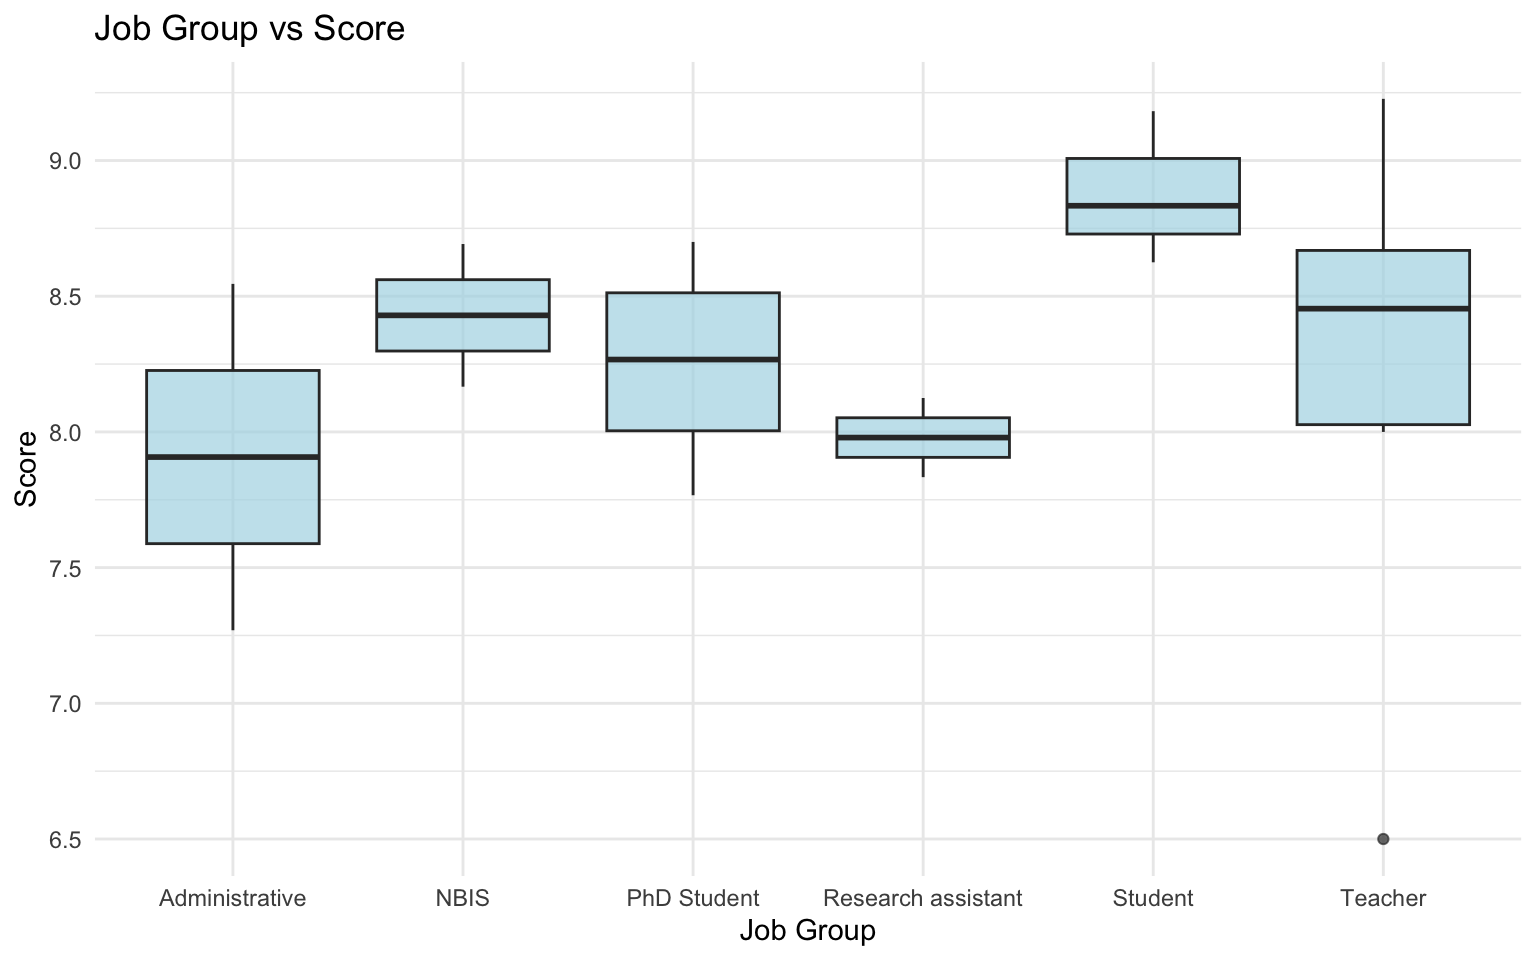 Job Group vs Score
Score
9.0
8.5
8.0
7.5
7.0
6.5
Administrative
NBIS
PhD Student
Research assistant
Student
Teacher
Job Group